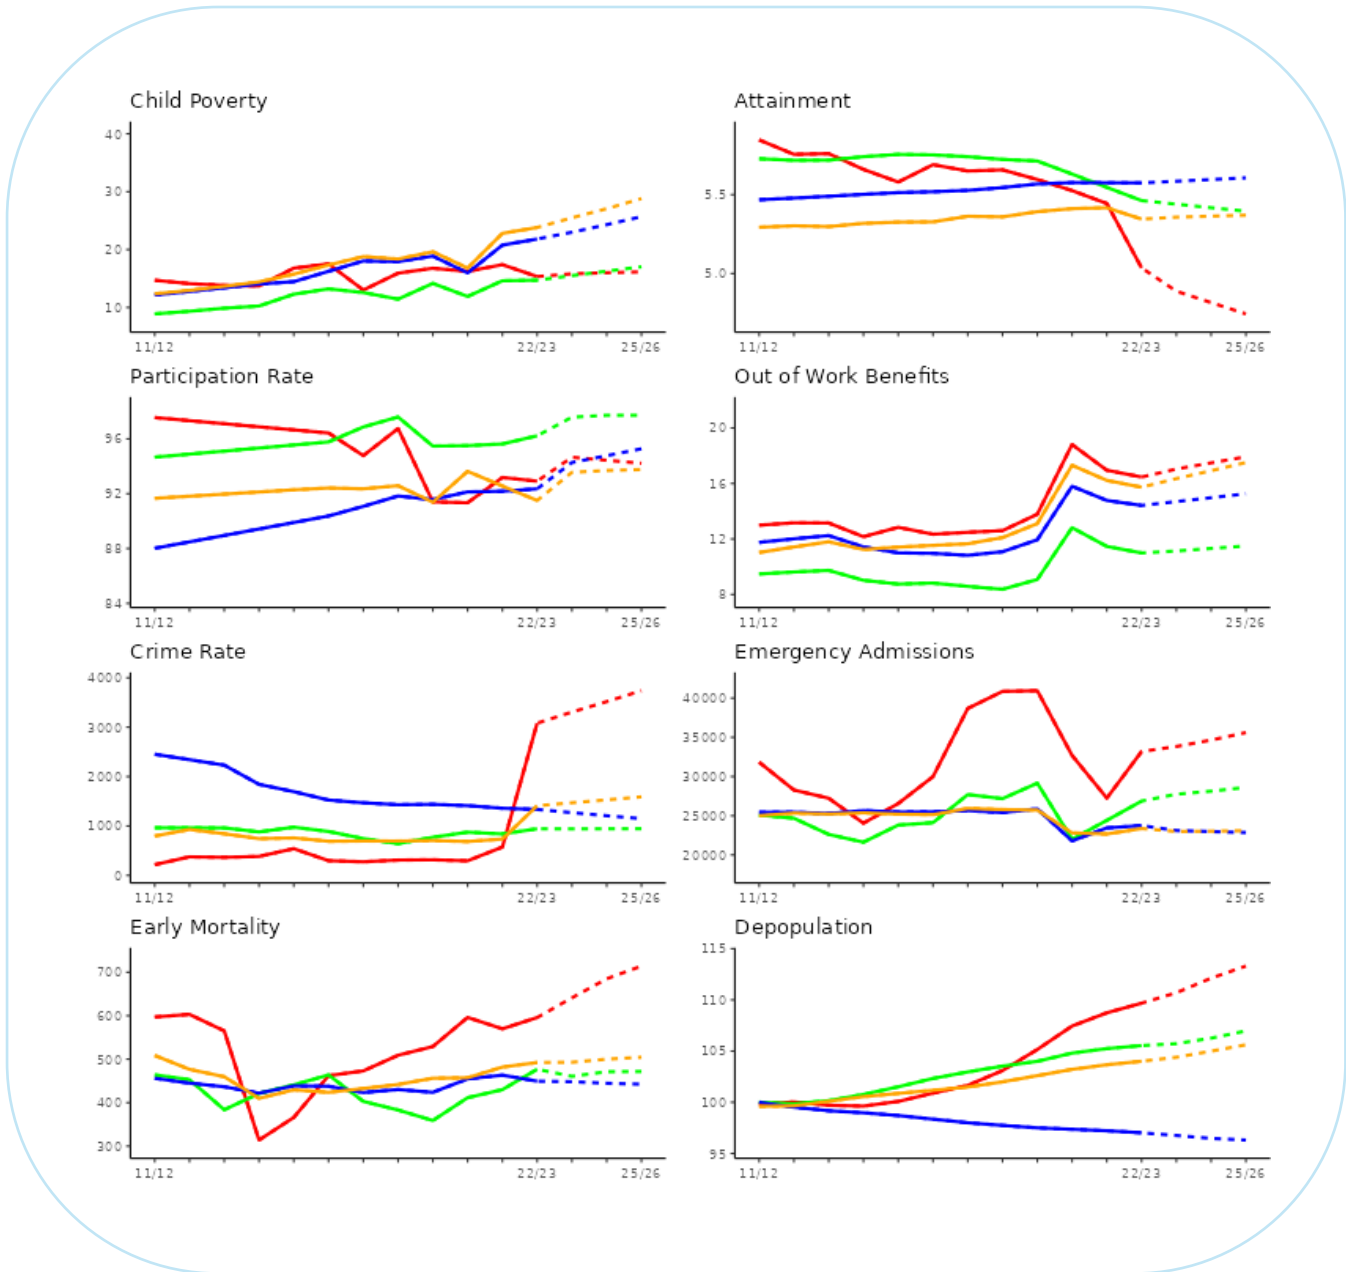 Child Poverty
40
30
20
10
11/12 22/23 25/26
Attainment
5.5
5.0
11/12 22/23 25/26
Participation Rate
96
92
88
84
11/12 22/23 25/26
Out of Work Benefits
20
16
12
8
11/12 22/23 25/26
Crime Rate
4000
3000
2000
1000
0
11/12 22/23 25/26
Emergency Admissions
40000
35000
30000
25000
20000
11/12 22/23 25/26
Early Mortality
700
600
500
400
300
11/12 22/23 25/26
Depopulation
115
110
105
100
95
11/12 22/23 25/26